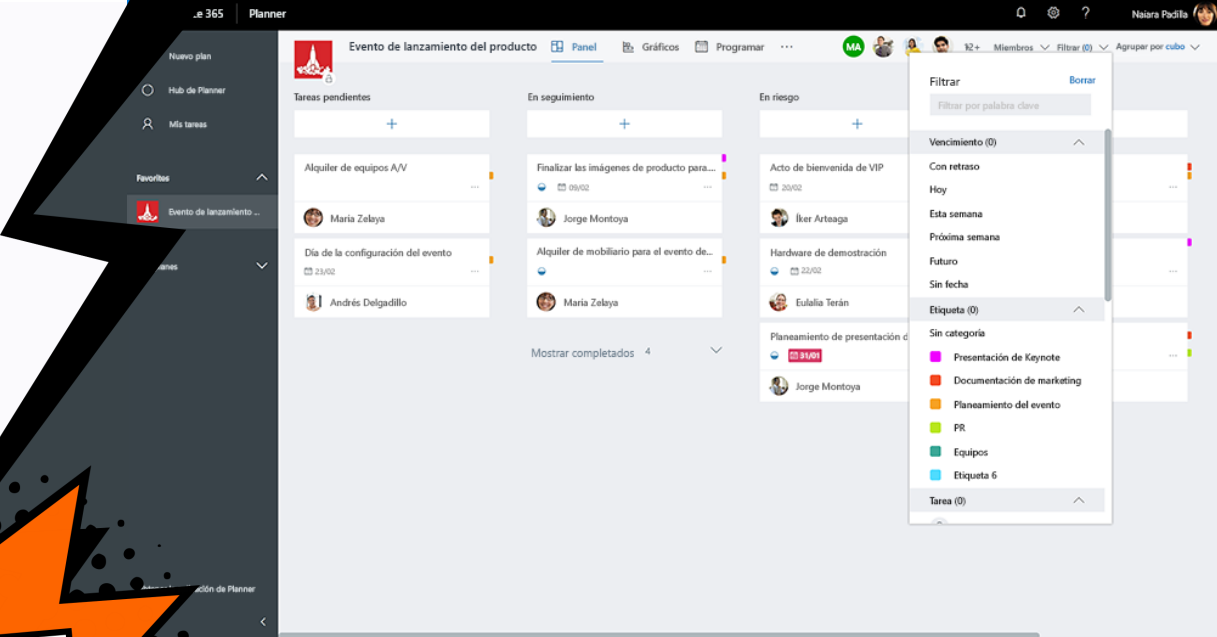 .e 365 Planner
Naiara Padilla
Nuevo plan
Hub de Planner
Mis tareas
Favoritos
Evento de lanzamiento ...
anes
ción de Planner
Evento de lanzamiento del producto
Panel
Gráficos
Programar
...
MA
12+
Miembros
Filtrar (0)
Agrupar por cubo
Tareas pendientes
+
Alquiler de equipos A/V
...
Maria Zelaya
Día de la configuración del evento
23/02
...
Andrés Delgadillo
En seguimiento
+
Finalizar las imágenes de producto para...
09/02
...
Jorge Montoya
Alquiler de mobiliario para el evento de...
...
Maria Zelaya
Mostrar completados 4
En riesgo
+
Acto de bienvenida de VIP
20/02
Íker Arteaga
Hardware de demostración
22/02
Eulalia Terán
Planeamiento de presentación d
31/01
Jorge Montoya
Filtrar
Borrar
Filtrar por palabra clave
Vencimiento (0)
Con retraso
Hoy
Esta semana
Próxima semana
Futuro
Sin fecha
Etiqueta (0)
Sin categoría
Presentación de Keynote
Documentación de marketing
Planeamiento del evento
PR
Equipos
Etiqueta 6
Tarea (0)